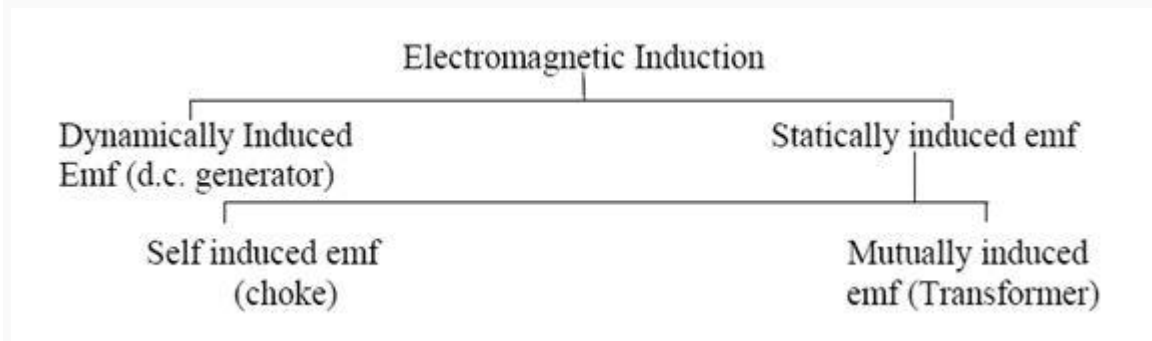 Electromagnetic Induction
Dynamically Induced
Emf (d.c. generator)
Statically induced emf
Self induced emf
(choke)
Mutually induced
emf (Transformer)